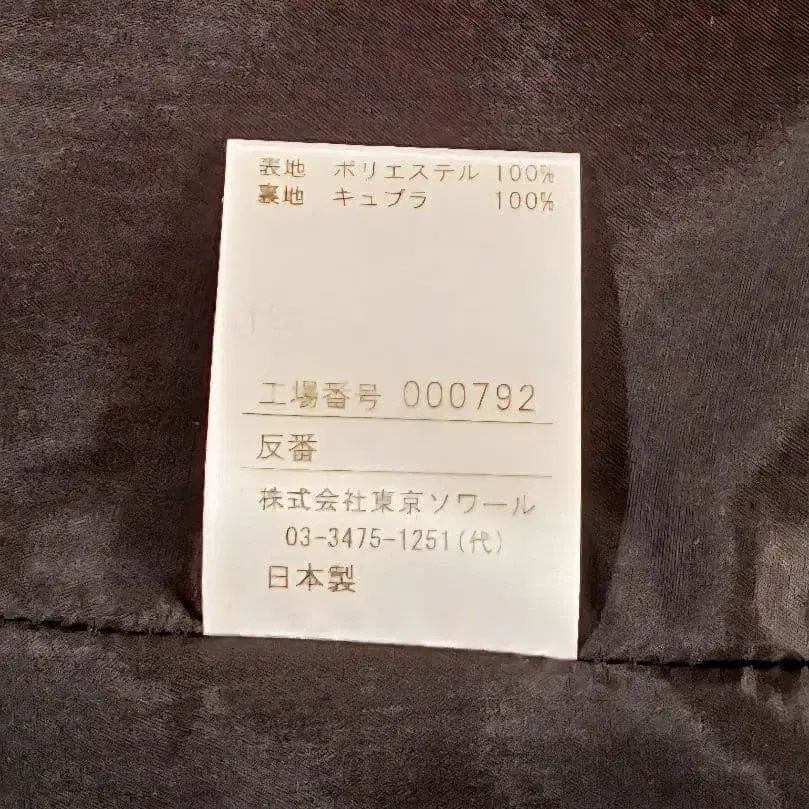 表地 ポリエステル 100%
裏地 キュプラ 100%
工場番号 000792
反番
株式会社東京ソワール
03-3475-1251(代)
日本製